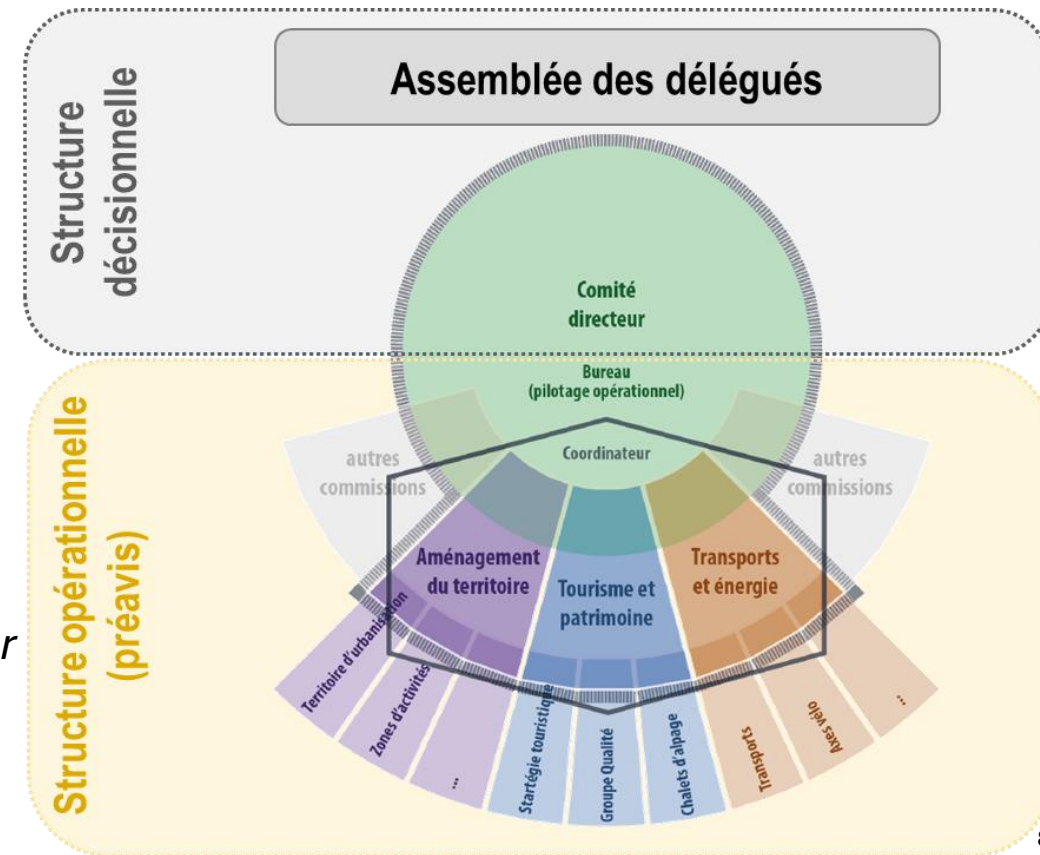 Structure
décisionnelle
Assemblée des délégués
Comité
directeur
Structure opérationnelle
(préavis)
Bureau
(pilotage opérationnel)
Coordinateur
autres
commissions
autres
commissions
Aménagement
du territoire
Tourisme et
patrimoine
Transports
et énergie
Territoire d'urbanisation
Zones d'activités
...
Startégie touristique
Groupe Qualité
Chalets d'alpage
Transports
Axes vélo
...
r